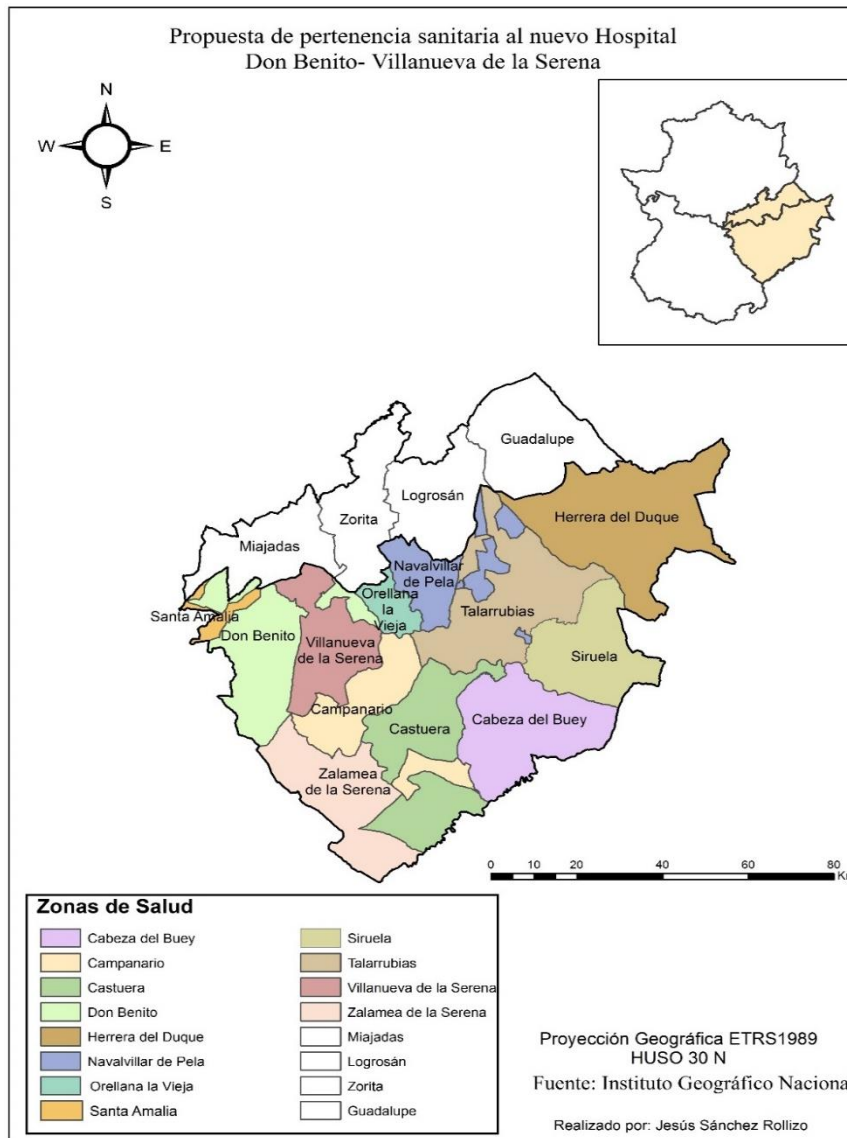 Propuesta de pertenencia sanitaria al nuevo Hospital
Don Benito- Villanueva de la Serena
N
W
E
S
Guadalupe
Logrosán
Zorita
Herrera del Duque
Miajadas
Navalvillar
de Pela
Orellana
la
Vieja
Talarrubias
Santa Amalia
Don Benito
Villanueva
de la Serena
Siruela
Campanario
Castuera
Cabeza del Buey
Zalamea
de la Serena
0 10 20 40 60 80
Zonas de Salud
Cabeza del Buey
Campanario
Castuera
Don Benito
Herrera del Duque
Navalvillar de Pela
Orellana la Vieja
Santa Amalia
Siruela
Talarrubias
Villanueva de la Serena
Zalamea de la Serena
Miajadas
Logrosán
Zorita
Guadalupe
Proyección Geográfica ETRS1989
HUSO 30 N
Fuente: Instituto Geográfico Naciona
Realizado por: Jesús Sánchez Rollizo